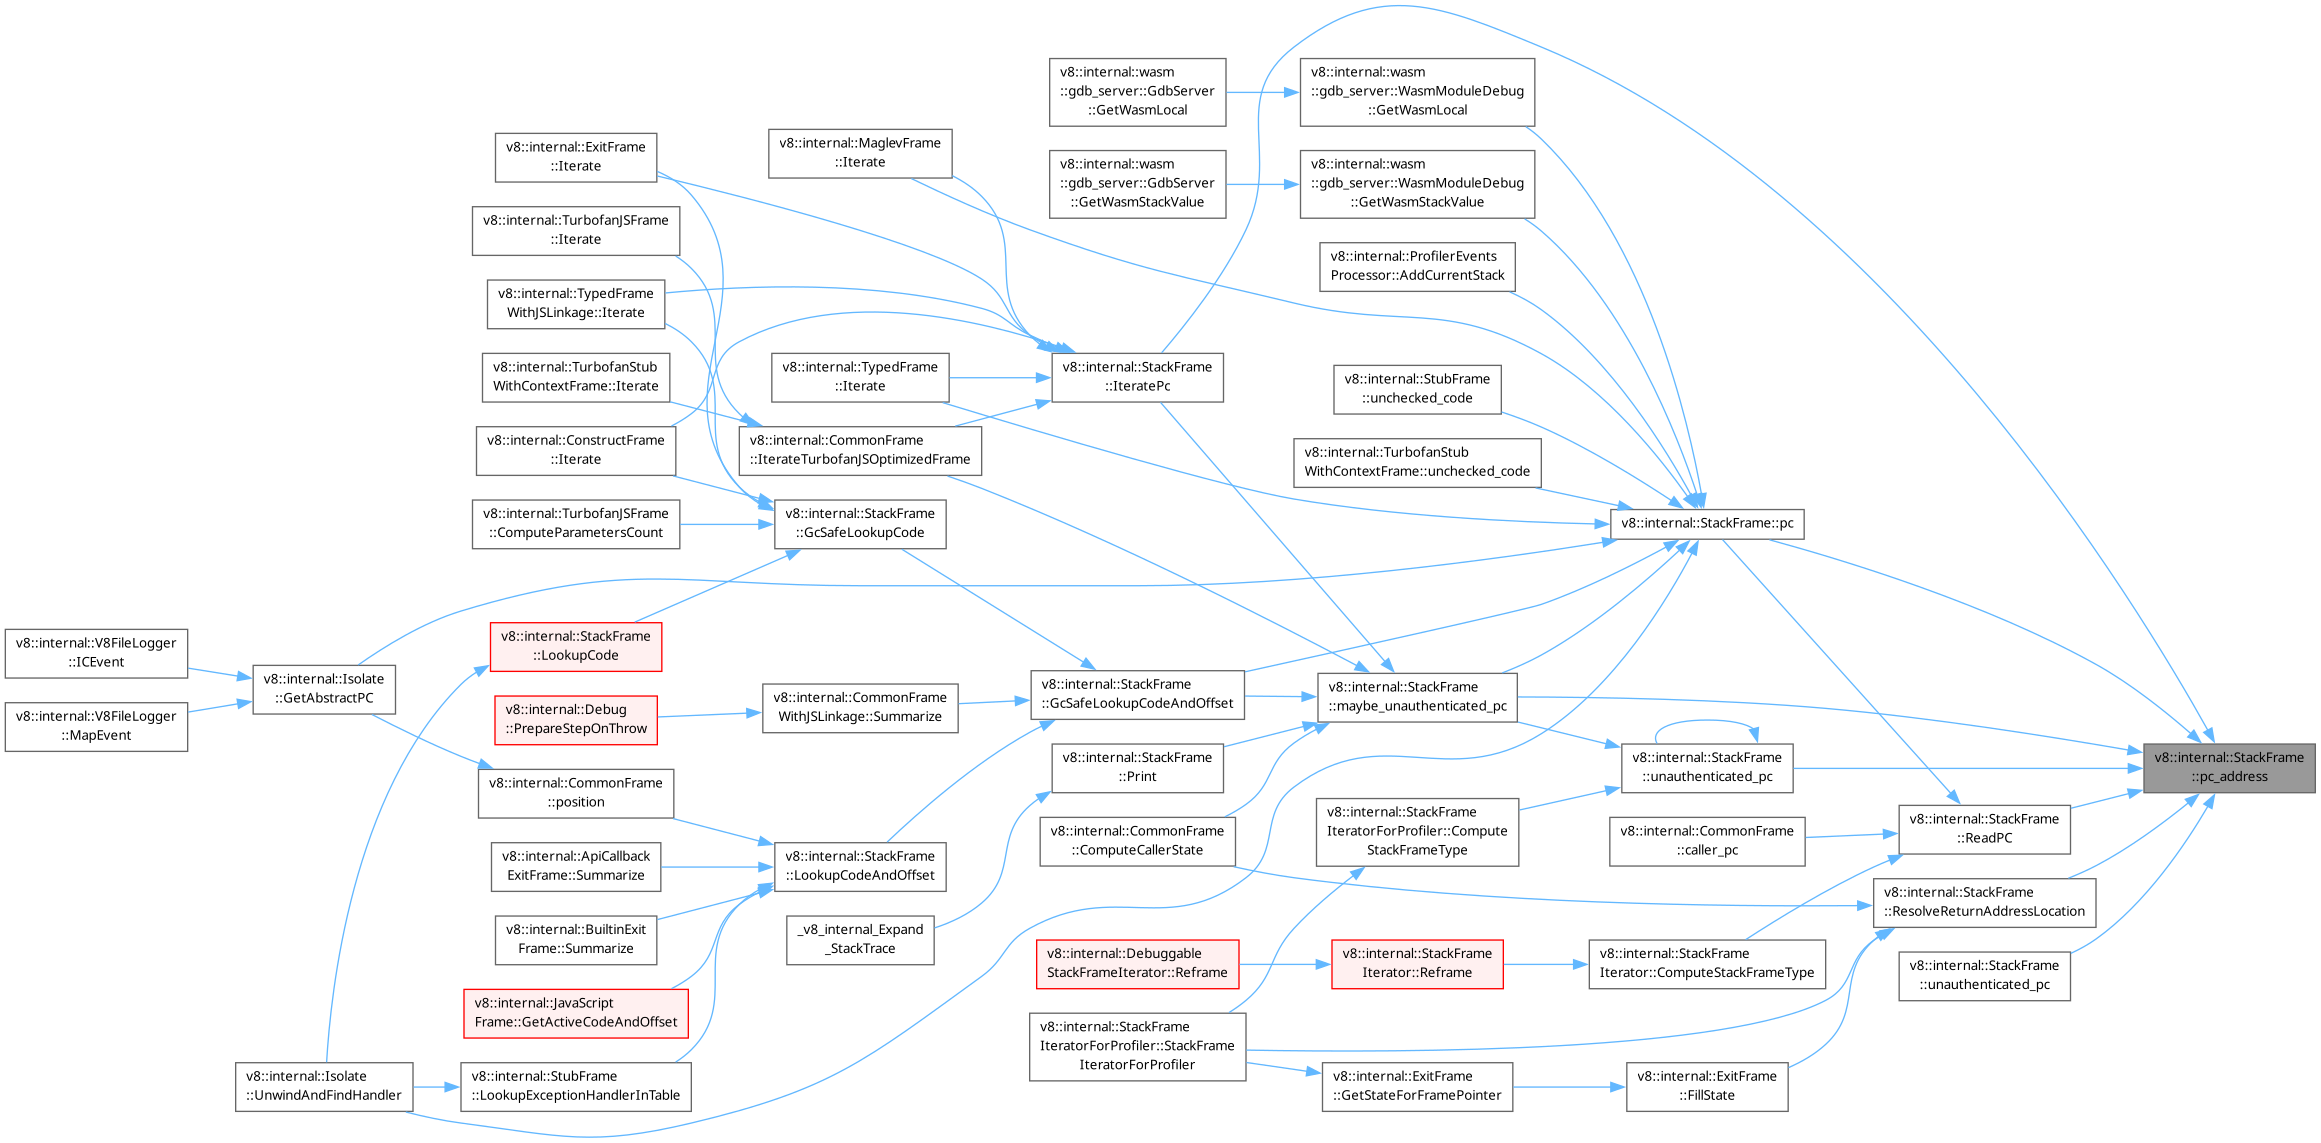 v8::internal::wasm
::gdb_server::GdbServer
::GetWasmLocal
v8::internal::wasm
::gdb_server::WasmModuleDebug
::GetWasmLocal
v8::internal::ExitFrame
::Iterate
v8::internal::MaglevFrame
::Iterate
v8::internal::wasm
::gdb_server::GdbServer
::GetWasmStackValue
v8::internal::wasm
::gdb_server::WasmModuleDebug
::GetWasmStackValue
v8::internal::TurbofanJSFrame
::Iterate
v8::internal::ProfilerEvents
Processor::AddCurrentStack
v8::internal::TypedFrame
WithJSLinkage::Iterate
v8::internal::TurbofanStub
WithContextFrame::Iterate
v8::internal::TypedFrame
::Iterate
v8::internal::StackFrame
::IteratePc
v8::internal::StubFrame
::unchecked_code
v8::internal::ConstructFrame
::Iterate
v8::internal::CommonFrame
::IterateTurbofanJSOptimizedFrame
v8::internal::TurbofanStub
WithContextFrame::unchecked_code
v8::internal::TurbofanJSFrame
::ComputeParametersCount
v8::internal::StackFrame
::GcSafeLookupCode
v8::internal::StackFrame::pc
v8::internal::V8FileLogger
::ICEvent
v8::internal::StackFrame
::LookupCode
v8::internal::Isolate
::GetAbstractPC
v8::internal::StackFrame
::GcSafeLookupCodeAndOffset
v8::internal::StackFrame
::maybe_unauthenticated_pc
v8::internal::V8FileLogger
::MapEvent
v8::internal::Debug
::PrepareStepOnThrow
v8::internal::CommonFrame
WithJSLinkage::Summarize
v8::internal::StackFrame
::Print
v8::internal::StackFrame
::unauthenticated_pc
v8::internal::StackFrame
::pc_address
v8::internal::CommonFrame
::position
v8::internal::CommonFrame
::ComputeCallerState
v8::internal::StackFrame
IteratorForProfiler::Compute
StackFrameType
v8::internal::CommonFrame
::caller_pc
v8::internal::StackFrame
::ReadPC
v8::internal::ApiCallback
ExitFrame::Summarize
v8::internal::StackFrame
::LookupCodeAndOffset
v8::internal::StackFrame
::ResolveReturnAddressLocation
v8::internal::BuiltinExit
Frame::Summarize
_v8_internal_Expand
_StackTrace
v8::internal::Debuggable
StackFrameIterator::Reframe
v8::internal::StackFrame
Iterator::Reframe
v8::internal::StackFrame
Iterator::ComputeStackFrameType
v8::internal::StackFrame
::unauthenticated_pc
v8::internal::JavaScript
Frame::GetActiveCodeAndOffset
v8::internal::StackFrame
IteratorForProfiler::StackFrame
IteratorForProfiler
v8::internal::Isolate
::UnwindAndFindHandler
v8::internal::StubFrame
::LookupExceptionHandlerInTable
v8::internal::ExitFrame
::GetStateForFramePointer
v8::internal::ExitFrame
::FillState